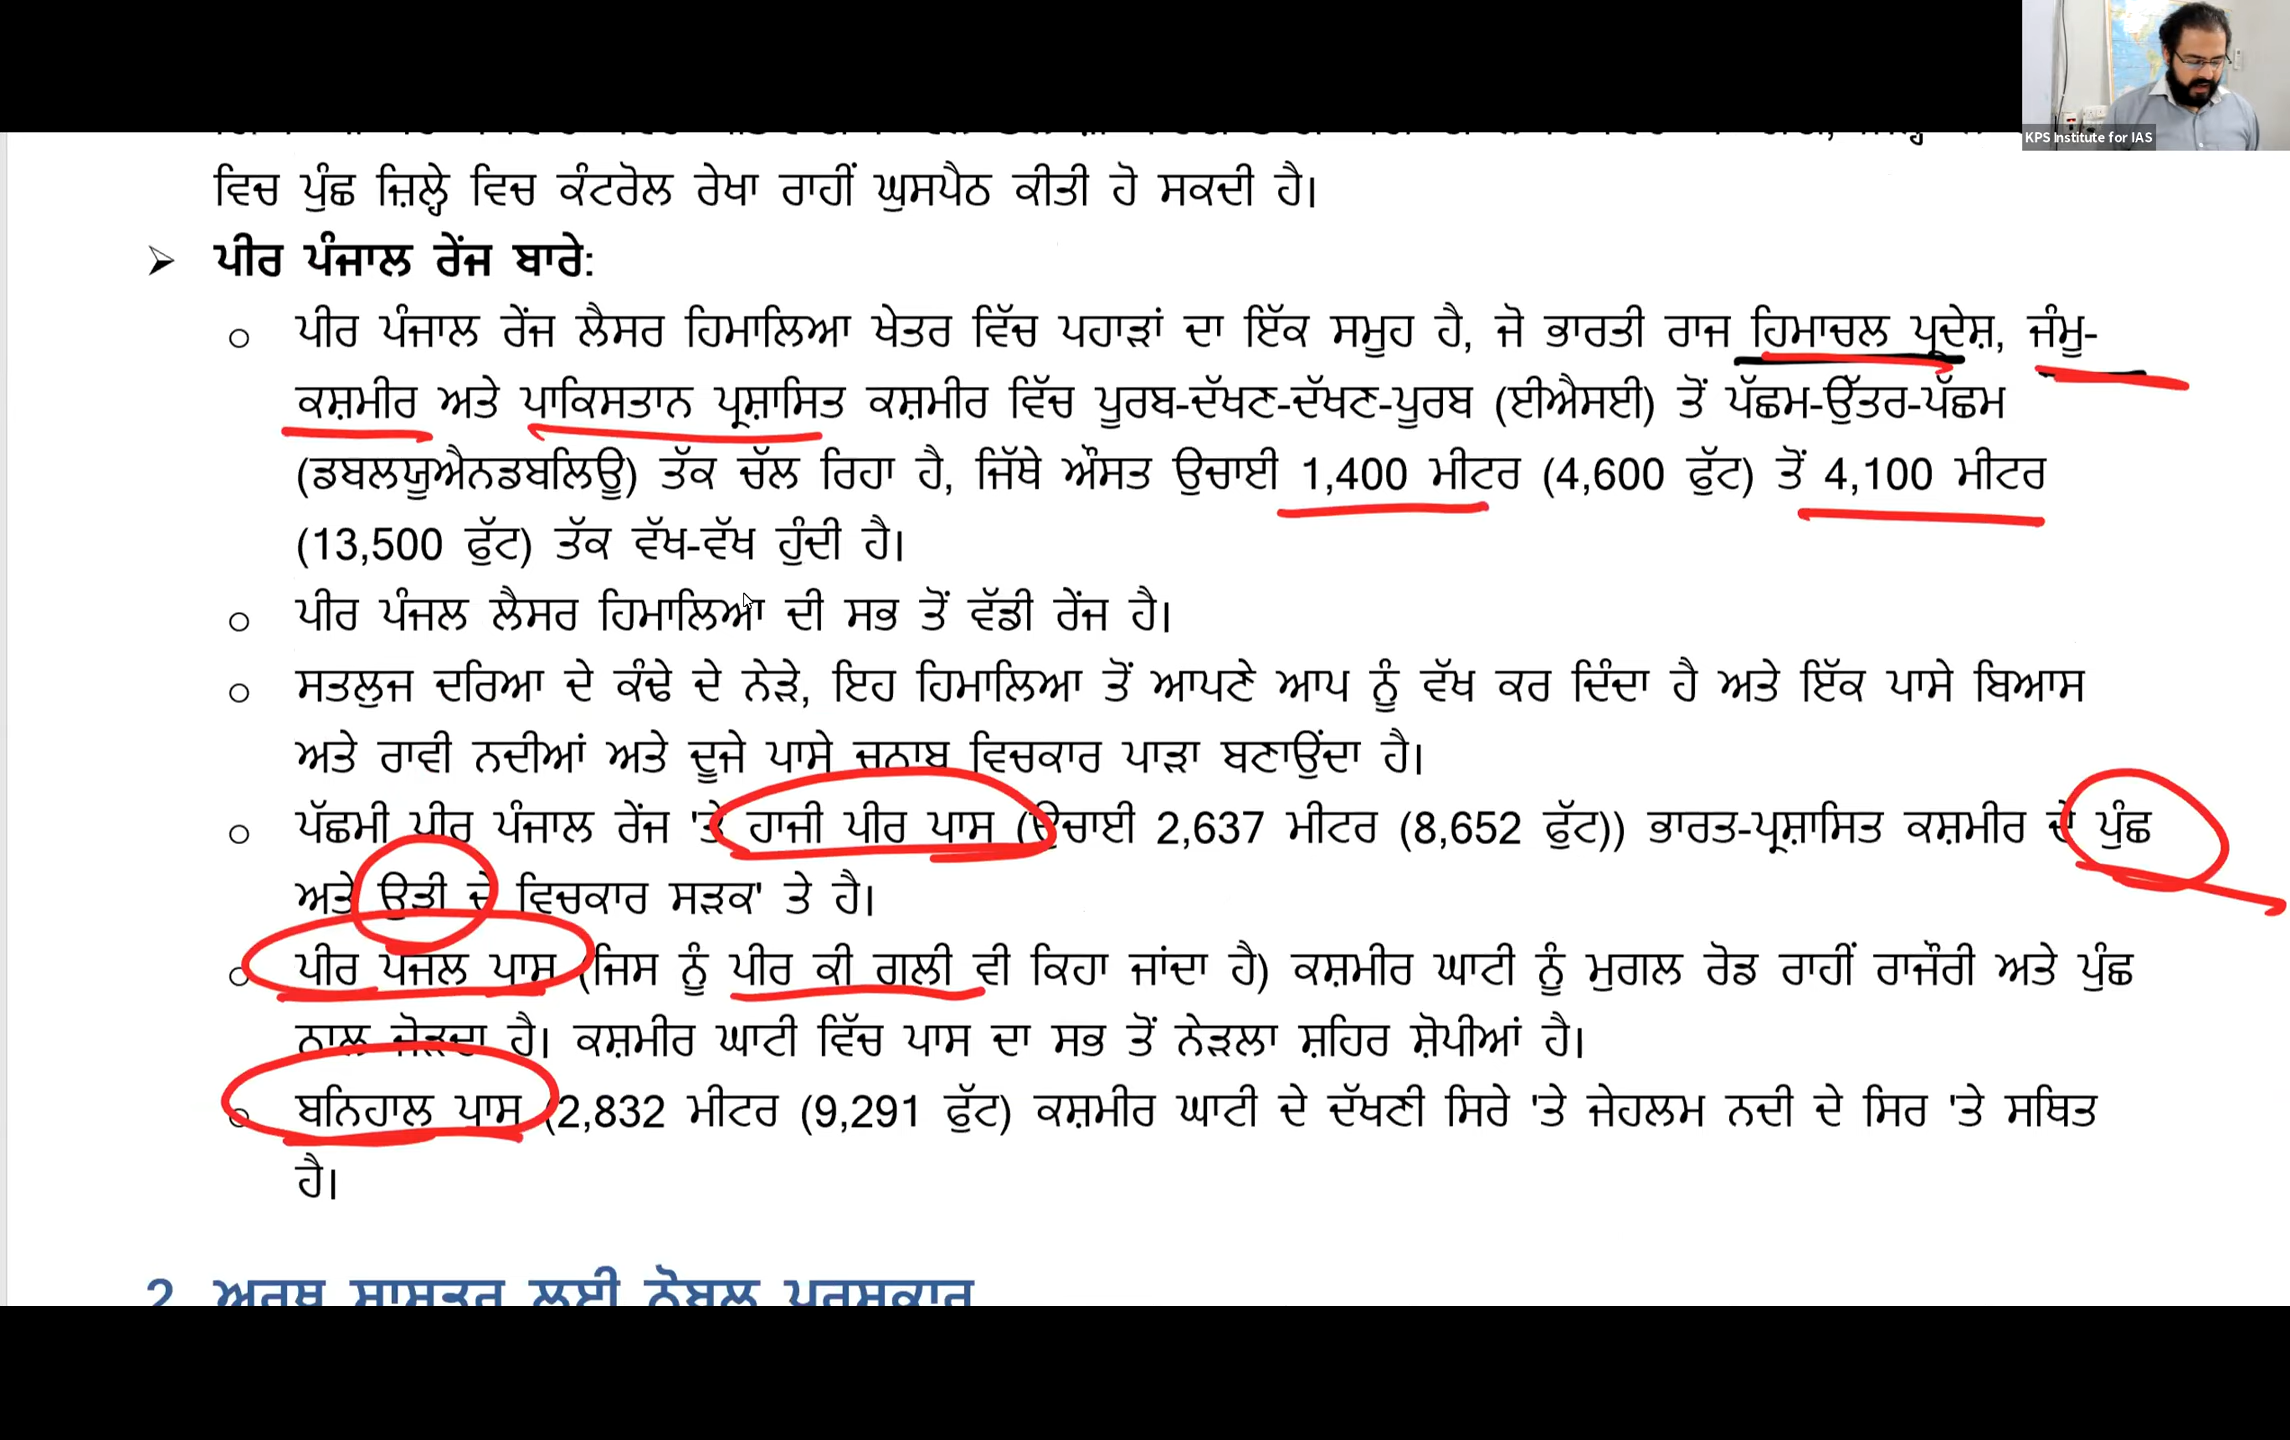 KPS Institute for IAS
ਵਿਚ ਪੁੰਛ ਜ਼ਿਲ੍ਹੇ ਵਿਚ ਕੰਟਰੋਲ ਰੇਖਾ ਰਾਹੀਂ ਘੁਸਪੈਠ ਕੀਤੀ ਹੋ ਸਕਦੀ ਹੈ।
➢ ਪੀਰ ਪੰਜਾਲ ਰੇਂਜ ਬਾਰੇ:
o ਪੀਰ ਪੰਜਾਲ ਰੇਂਜ ਲੈਸਰ ਹਿਮਾਲਿਆ ਖੇਤਰ ਵਿੱਚ ਪਹਾੜਾਂ ਦਾ ਇੱਕ ਸਮੂਹ ਹੈ, ਜੋ ਭਾਰਤੀ ਰਾਜ ਹਿਮਾਚਲ ਪ੍ਰਦੇਸ਼, ਜੰਮੂ-
ਕਸ਼ਮੀਰ ਅਤੇ ਪਾਕਿਸਤਾਨ ਪ੍ਰਸ਼ਾਸਿਤ ਕਸ਼ਮੀਰ ਵਿੱਚ ਪੂਰਬ-ਦੱਖਣ-ਦੱਖਣ-ਪੂਰਬ (ਈਐਸਈ) ਤੋਂ ਪੱਛਮ-ਉੱਤਰ-ਪੱਛਮ
(ਡਬਲਯੂਐਨਡਬਲਿਊ) ਤੱਕ ਚੱਲ ਰਿਹਾ ਹੈ, ਜਿੱਥੇ ਔਸਤ ਉਚਾਈ 1,400 ਮੀਟਰ (4,600 ਫੁੱਟ) ਤੋਂ 4,100 ਮੀਟਰ
(13,500 ਫੁੱਟ) ਤੱਕ ਵੱਖ-ਵੱਖ ਹੁੰਦੀ ਹੈ।
o ਪੀਰ ਪੰਜਲ ਲੈਸਰ ਹਿਮਾਲਿਆ ਦੀ ਸਭ ਤੋਂ ਵੱਡੀ ਰੇਂਜ ਹੈ।
o ਸਤਲੁਜ ਦਰਿਆ ਦੇ ਕੰਢੇ ਦੇ ਨੇੜੇ, ਇਹ ਹਿਮਾਲਿਆ ਤੋਂ ਆਪਣੇ ਆਪ ਨੂੰ ਵੱਖ ਕਰ ਦਿੰਦਾ ਹੈ ਅਤੇ ਇੱਕ ਪਾਸੇ ਬਿਆਸ
ਅਤੇ ਰਾਵੀ ਨਦੀਆਂ ਅਤੇ ਦੂਜੇ ਪਾਸੇ ਚਨਾਬ ਵਿਚਕਾਰ ਪਾੜਾ ਬਣਾਉਂਦਾ ਹੈ।
o ਪੱਛਮੀ ਪੀਰ ਪੰਜਾਲ ਰੇਂਜ 'ਤੇ ਹਾਜੀ ਪੀਰ ਪਾਸ (ਉਚਾਈ 2,637 ਮੀਟਰ (8,652 ਫੁੱਟ)) ਭਾਰਤ-ਪ੍ਰਸ਼ਾਸਿਤ ਕਸ਼ਮੀਰ ਦੇ ਪੁੰਛ
ਅਤੇ ਉੜੀ ਦੇ ਵਿਚਕਾਰ ਸੜਕ' ਤੇ ਹੈ।
o ਪੀਰ ਪੰਜਲ ਪਾਸ (ਜਿਸ ਨੂੰ ਪੀਰ ਕੀ ਗਲੀ ਵੀ ਕਿਹਾ ਜਾਂਦਾ ਹੈ) ਕਸ਼ਮੀਰ ਘਾਟੀ ਨੂੰ ਮੁਗਲ ਰੋਡ ਰਾਹੀਂ ਰਾਜੌਰੀ ਅਤੇ ਪੁੰਛ
ਨਾਲ ਜੋੜਦਾ ਹੈ। ਕਸ਼ਮੀਰ ਘਾਟੀ ਵਿੱਚ ਪਾਸ ਦਾ ਸਭ ਤੋਂ ਨੇੜਲਾ ਸ਼ਹਿਰ ਸ਼ੋਪੀਆਂ ਹੈ।
o ਬਨਿਹਾਲ ਪਾਸ (2,832 ਮੀਟਰ (9,291 ਫੁੱਟ) ਕਸ਼ਮੀਰ ਘਾਟੀ ਦੇ ਦੱਖਣੀ ਸਿਰੇ 'ਤੇ ਜੇਹਲਮ ਨਦੀ ਦੇ ਸਿਰ 'ਤੇ ਸਥਿਤ
ਹੈ।
2. ਅਰਥ ਸ਼ਾਸਤਰ ਲਈ ਨੋਬਲ ਪੁਰਸਕਾਰ